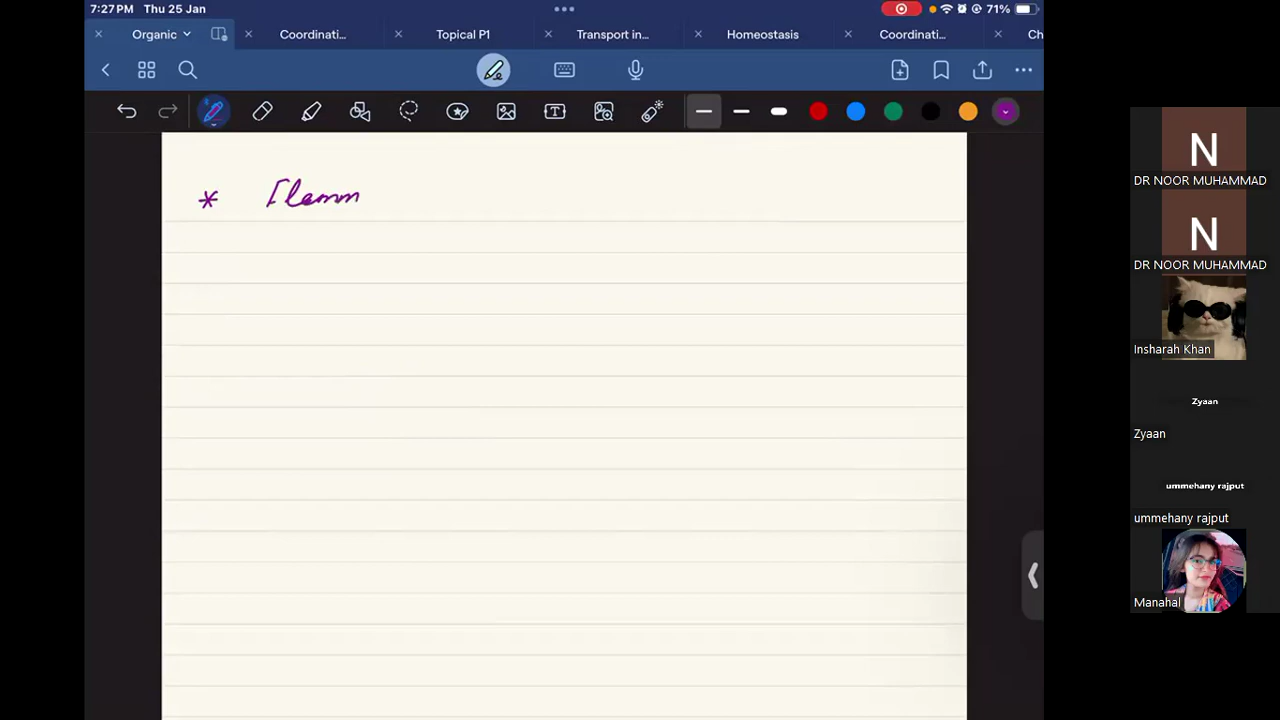 7:27 PM Thu 25 Jan 71%
Organic Coordinati... Topical P1 Transport in... Homeostasis Coordinati... Ch
* Flamm
N
DR NOOR MUHAMMAD
N
DR NOOR MUHAMMAD
Insharah Khan
Zyaan
Zyaan
ummehany rajput
ummehany rajput
Manahal